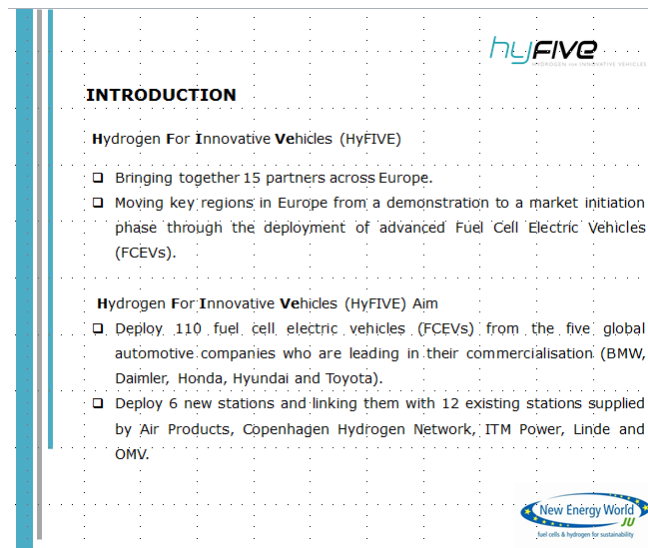 hyFIVE
HYDROGEN FOR INNOVATIVE VEHICLES
INTRODUCTION
Hydrogen For Innovative Vehicles (HyFIVE)
❑ Bringing together 15 partners across Europe.
❑ Moving key regions in Europe from a demonstration to a market initiation
phase through the deployment of advanced Fuel Cell Electric Vehicles
(FCEVs).
Hydrogen For Innovative Vehicles (HyFIVE) Aim
❑ Deploy 110 fuel cell electric vehicles (FCEVs) from the five global
automotive companies who are leading in their commercialisation (BMW,
Daimler, Honda, Hyundai and Toyota).
❑ Deploy 6 new stations and linking them with 12 existing stations supplied
by Air Products, Copenhagen Hydrogen Network, ITM Power, Linde and
OMV.
New Energy World
JU
fuel cells & hydrogen for sustainability